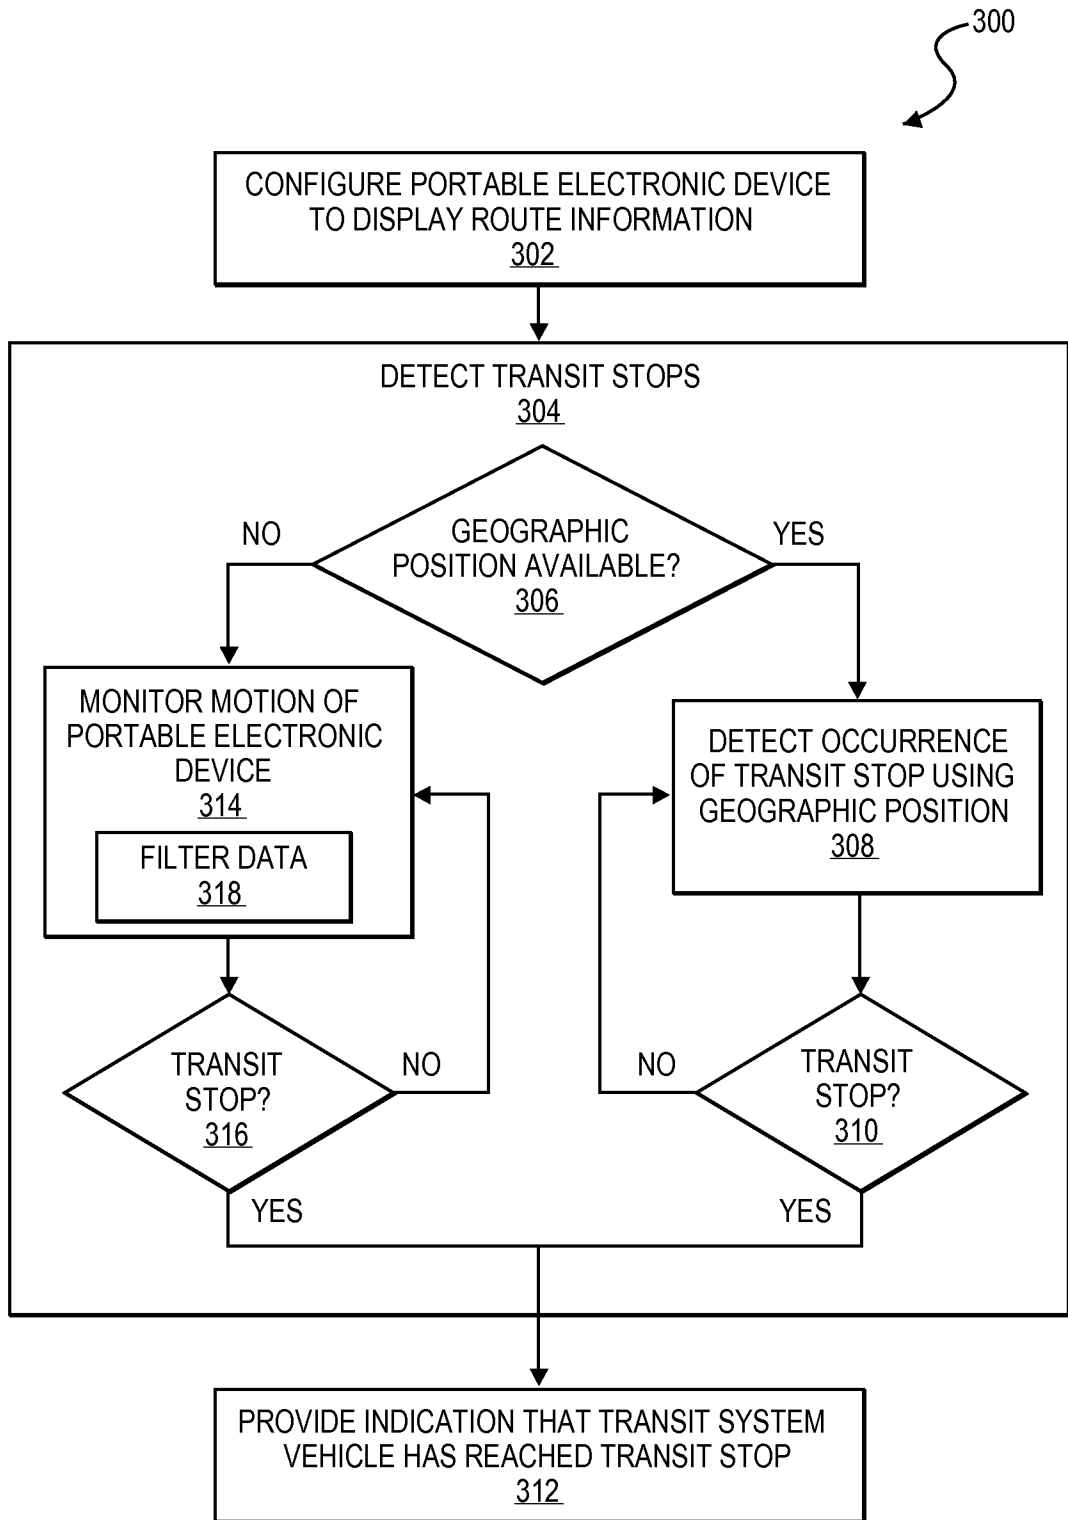 300
CONFIGURE PORTABLE ELECTRONIC DEVICE
TO DISPLAY ROUTE INFORMATION
302
DETECT TRANSIT STOPS
304
NO
YES
GEOGRAPHIC
POSITION AVAILABLE?
306
MONITOR MOTION OF
PORTABLE ELECTRONIC
DEVICE
314
FILTER DATA
318
DETECT OCCURRENCE
OF TRANSIT STOP USING
GEOGRAPHIC POSITION
308
TRANSIT
STOP?
316
NO
YES
NO
TRANSIT
STOP?
310
YES
PROVIDE INDICATION THAT TRANSIT SYSTEM
VEHICLE HAS REACHED TRANSIT STOP
312